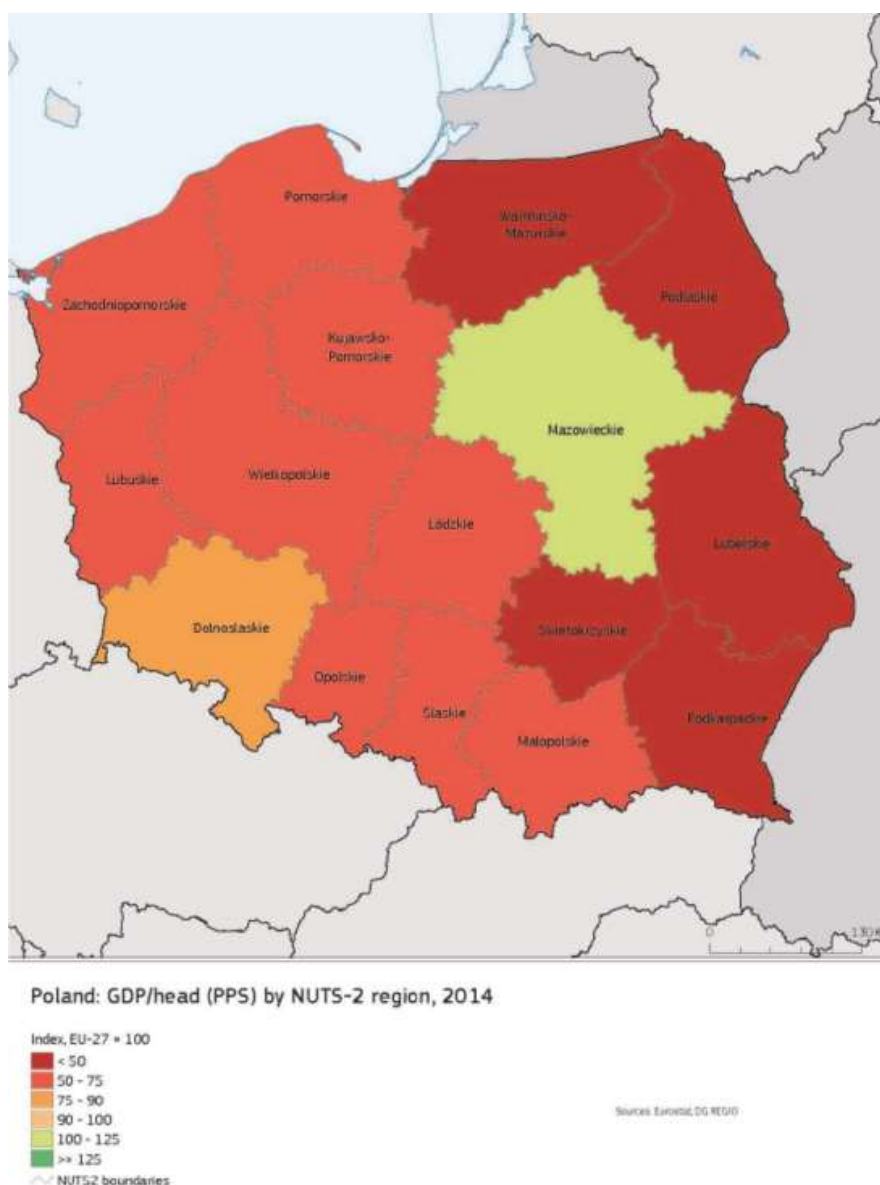 Pomorskie
Warminsko-
Mazurskie
Podlaskie
Zachodniopomorskie
Kujawsko-
Pomorskie
Mazowieckie
Lubuskie
Wielkopolskie
Lódzkie
Lubelskie
Dolnoslaskie
Swietokrzyskie
Opolskie
Slaskie
Podkarpackie
Malopolskie
0
Poland: GDP/head (PPS) by NUTS-2 region, 2014
Index, EU-27 = 100
< 50
50 - 75
75 - 90
90 - 100
100 - 125
>= 125
NUTS2 boundaries
Sources: Eurostat, DG REGIO